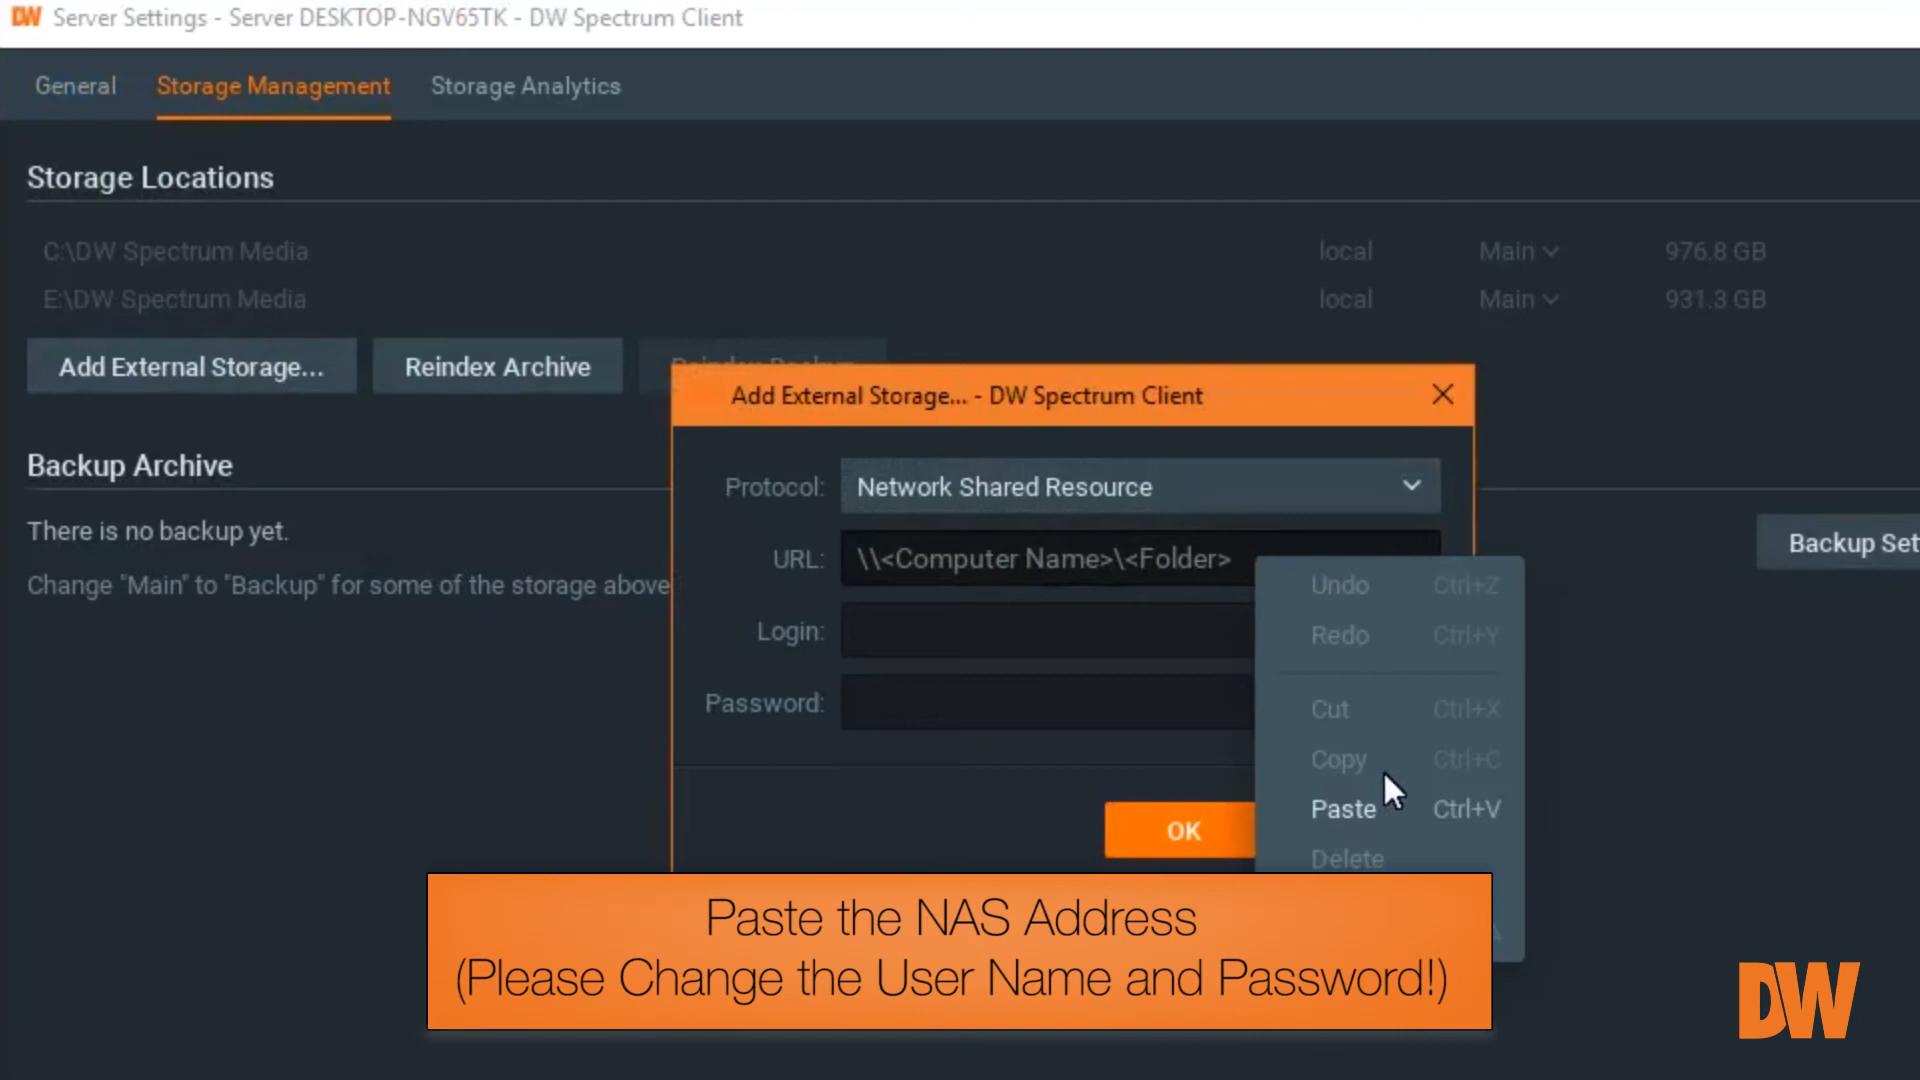 DW Server Settings - Server DESKTOP-NGV65TK - DW Spectrum Client
General Storage Management Storage Analytics
Storage Locations
C:\DW Spectrum Media local Main 976.8 GB
E:\DW Spectrum Media local Main 931.3 GB
Add External Storage... Reindex Archive
Add External Storage... - DW Spectrum Client
Backup Archive
Protocol: Network Shared Resource
There is no backup yet.
Backup Set
URL: \\<Computer Name>\<Folder>
Change "Main" to "Backup" for some of the storage above
Undo Ctrl+Z
Login:
Redo Ctrl+Y
Password:
Cut Ctrl+X
Copy Ctrl+C
Paste Ctrl+V
OK
Delete
Paste the NAS Address
(Please Change the User Name and Password!)
DW